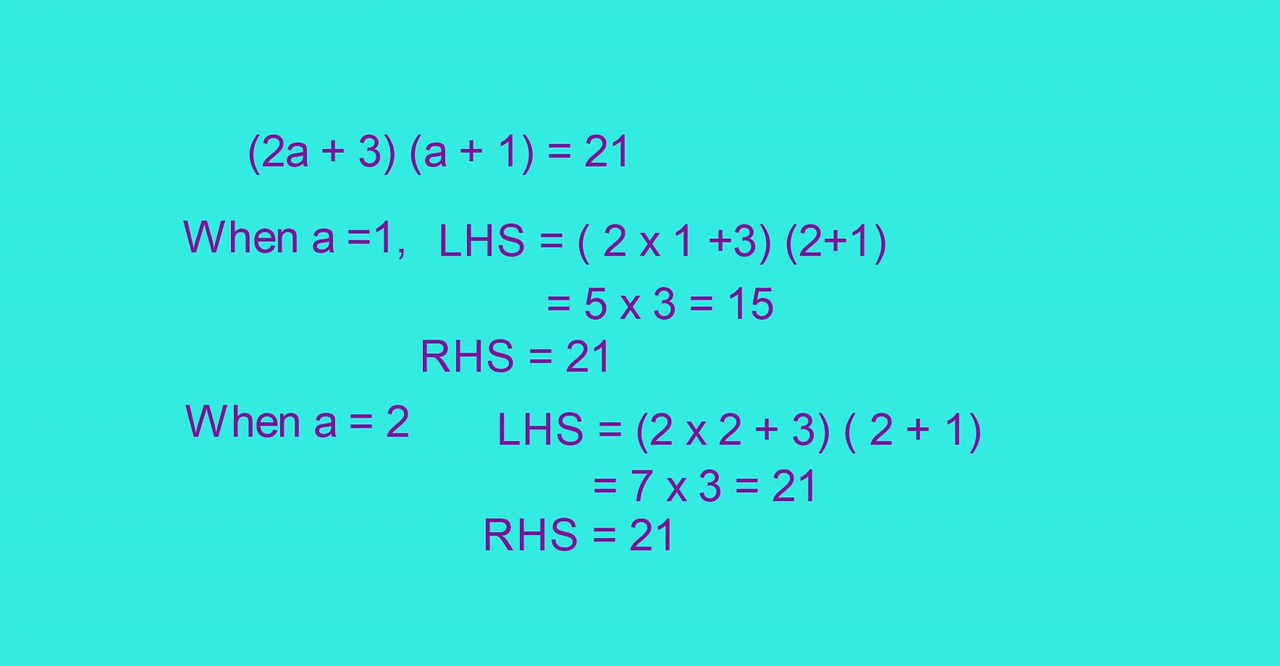 (2a + 3) (a + 1) = 21
When a =1, LHS = ( 2 x 1 +3) (2+1)
= 5 x 3 = 15
RHS = 21
When a = 2 LHS = (2 x 2 + 3) ( 2 + 1)
= 7 x 3 = 21
RHS = 21